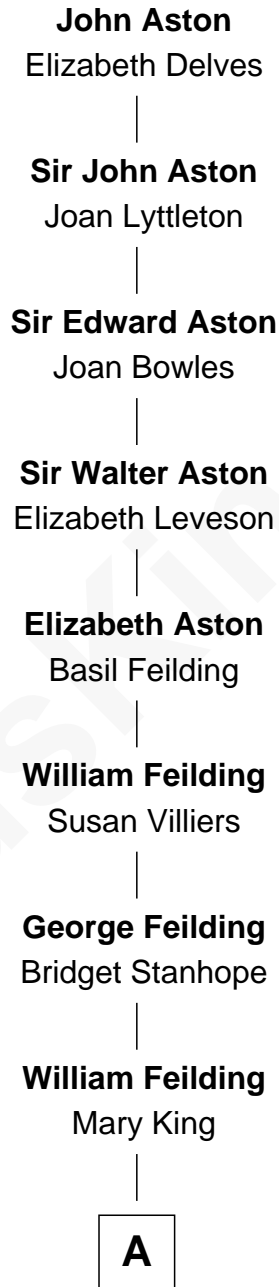 John Aston
Elizabeth Delves
Sir John Aston
Joan Lyttleton
Sir Edward Aston
Joan Bowles
Sir Walter Aston
Elizabeth Leveson
Elizabeth Aston
Basil Feilding
William Feilding
Susan Villiers
George Feilding
Bridget Stanhope
William Feilding
Mary King
A